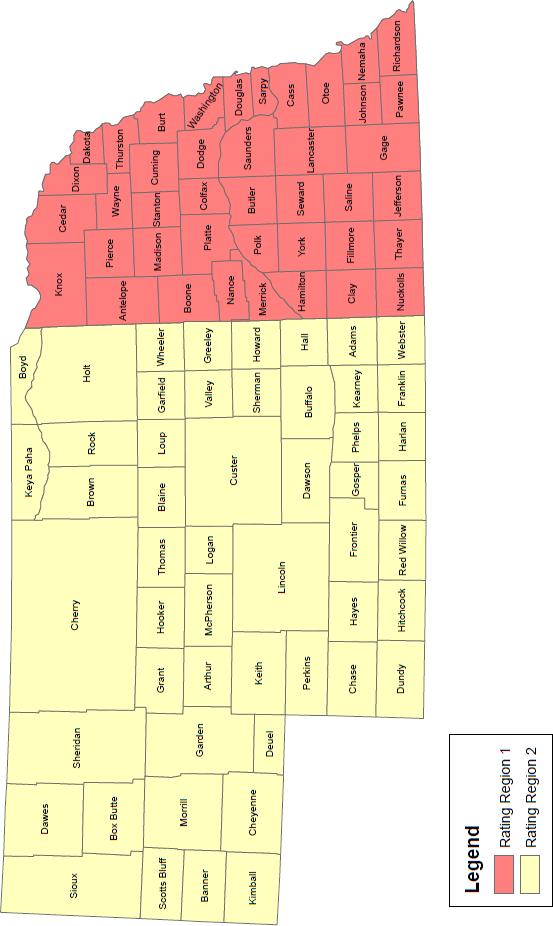 Sioux
Dawes
Box Butte
Sheridan
Cherry
Keya Paha
Boyd
Brown
Rook
Holt
Knox
Cedar
Dixon
Dakota
Antelope
Pierce
Wayne
Thurston
Scotts Bluff
Banner
Kimball
Morrill
Cheyenne
Garden
Deuel
Grant
Hooker
Thomas
Blaine
Loup
Garfield
Wheeler
Boone
Madison
Stanton
Cuming
Burt
Arthur
McPherson
Logan
Custer
Valley
Greeley
Nance
Platte
Colfax
Dodge
Washington
Keith
Lincoln
Sherman
Howard
Merrick
Polk
Butler
Saunders
Douglas
Sarpy
Perkins
Dawson
Buffalo
Hall
Hamilton
York
Seward
Lancaster
Cass
Otoe
Chase
Hayes
Frontier
Gosper
Phelps
Kearney
Adams
Clay
Fillmore
Saline
Gage
Johnson
Nemaha
Dundy
Hitchcock
Red Willow
Furnas
Harlan
Franklin
Webster
Nuckolls
Thayer
Jefferson
Pawnee
Richardson
Legend
Rating Region 1
Rating Region 2